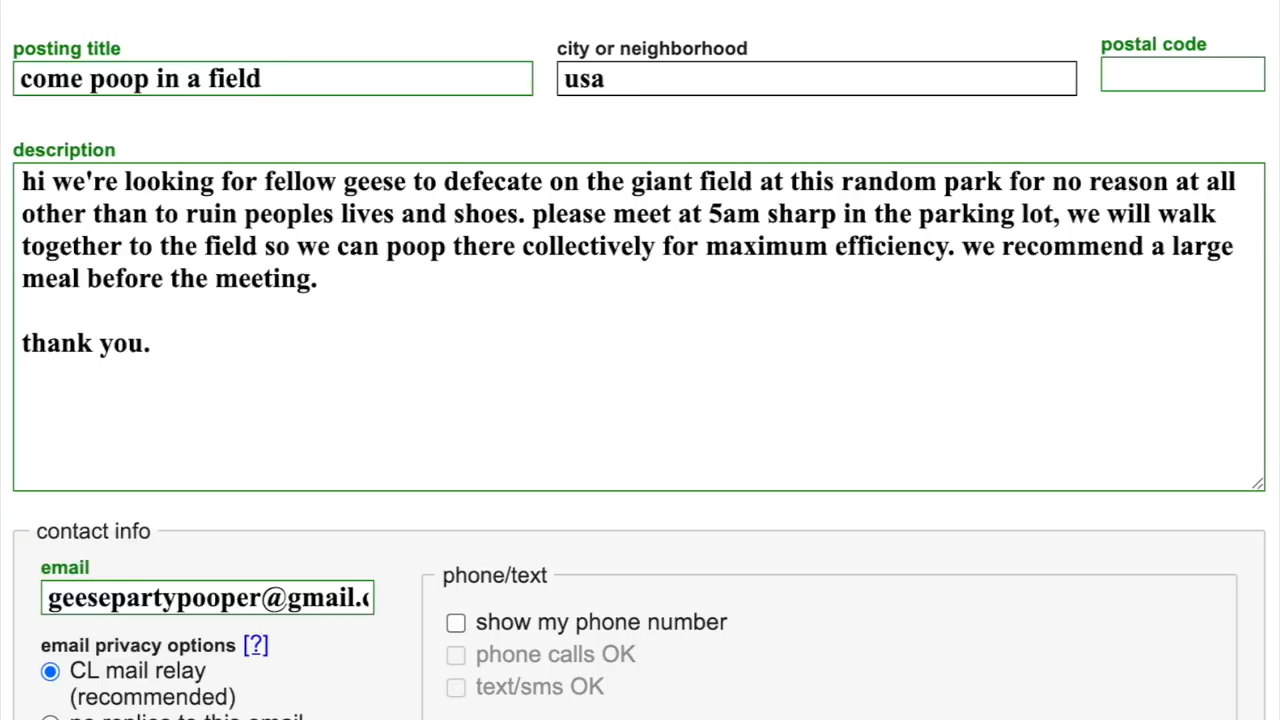 posting title
city or neighborhood
postal code
come poop in a field
usa
description
hi we're looking for fellow geese to defecate on the giant field at this random park for no reason at all
other than to ruin peoples lives and shoes. please meet at 5am sharp in the parking lot, we will walk
together to the field so we can poop there collectively for maximum efficiency. we recommend a large
meal before the meeting.
thank you.
contact info
email
geesepartypooper@gmail.c
email privacy options [?]
CL mail relay
(recommended)
no replies to this email
phone/text
show my phone number
phone calls OK
text/sms OK